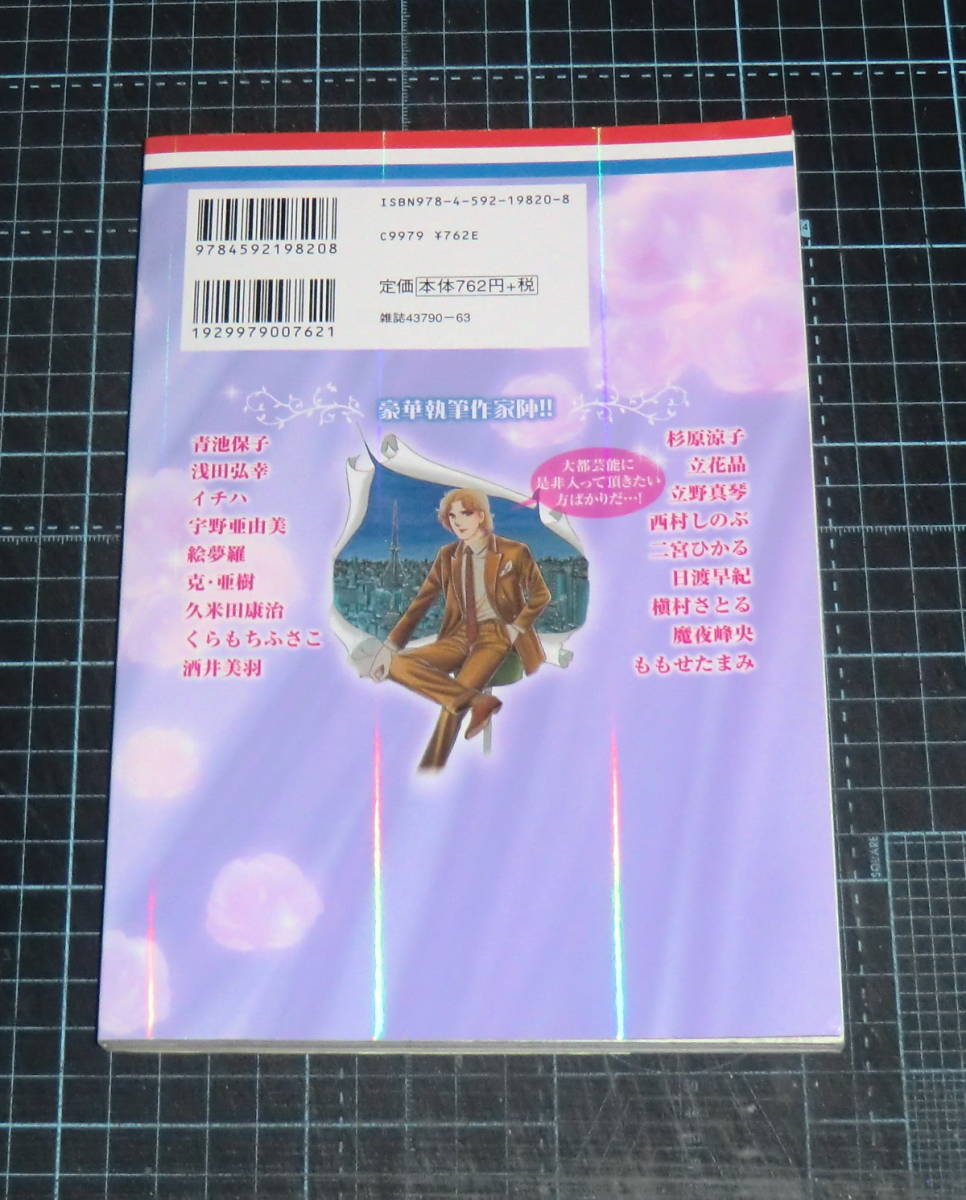 ISBN978-4-592-19820-8
9784592198208
C9979 ¥762E
1929979007621
定価 本体762円+税
雑誌43790-63
豪華執筆作家陣!!
青池保子
浅田弘幸
イチハ
宇野亜由美
絵夢羅
克・亜樹
久米田康治
くらもちふさこ
酒井美羽
大都芸能に
是非入って頂きたい
方ばかりだ…!
杉原涼子
立花晶
立野真琴
西村しのぶ
二宮ひかる
日渡早紀
槇村さとる
魔夜峰央
ももせたまみ
SQUARE